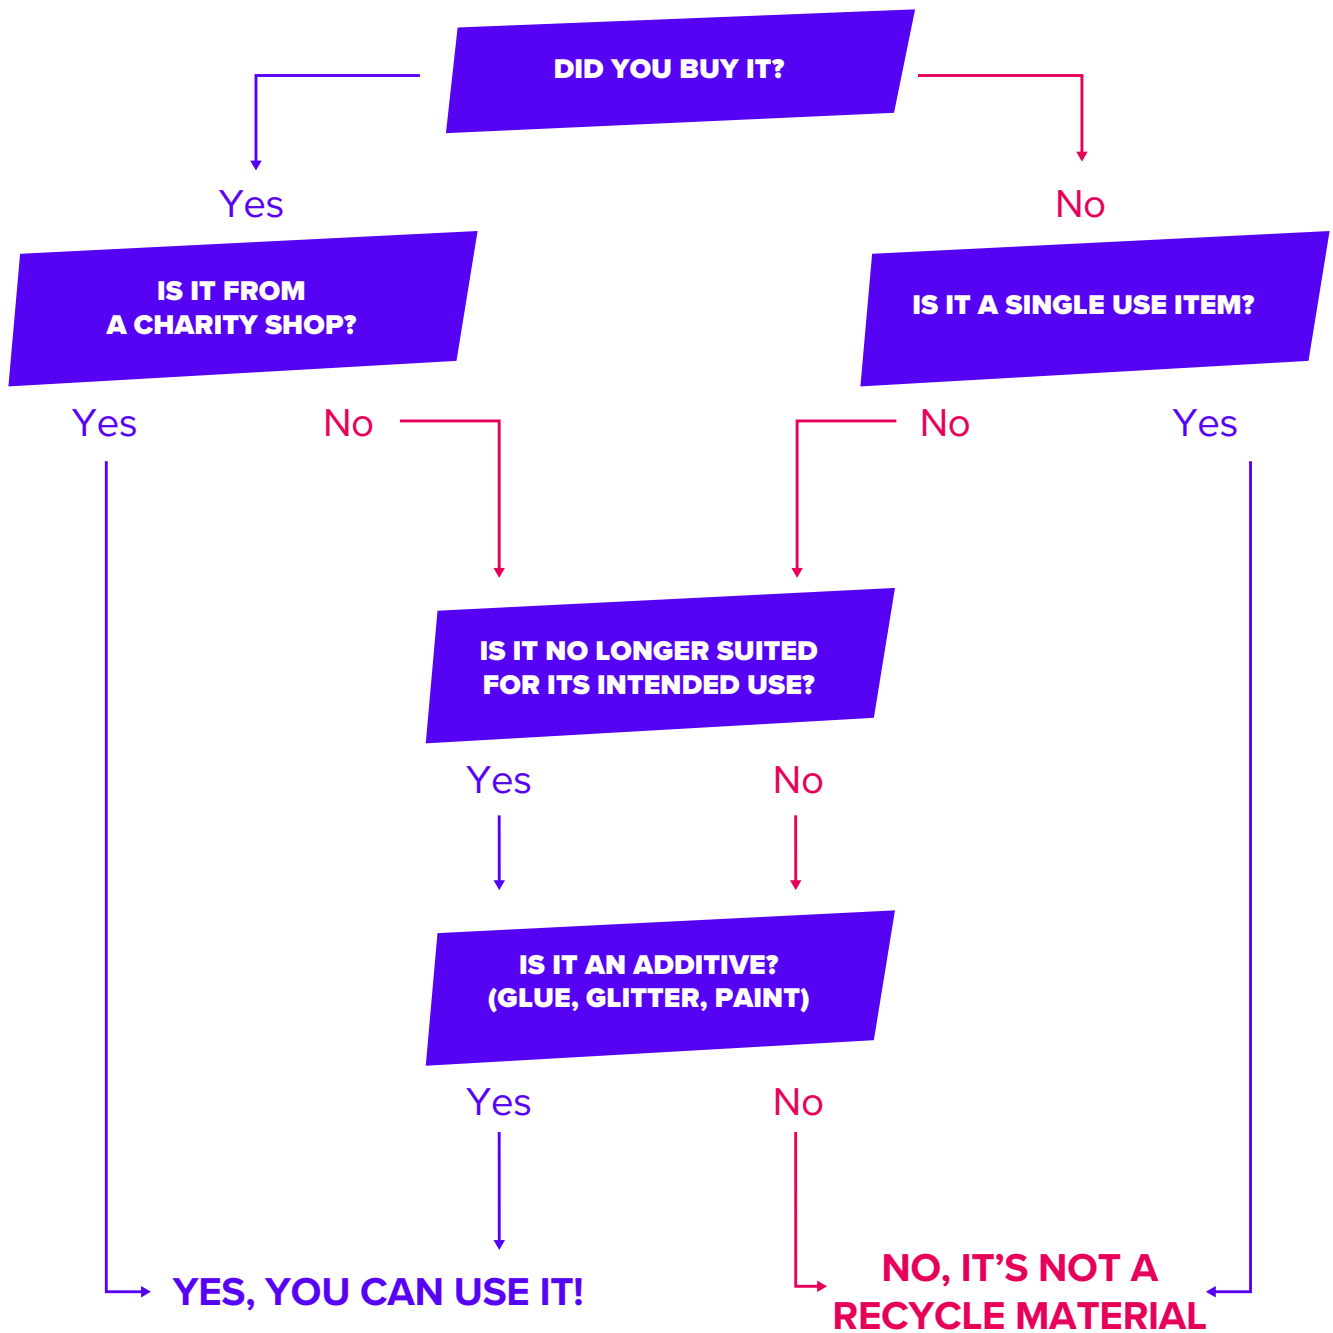 DID YOU BUY IT?
Yes
No
IS IT FROM
A CHARITY SHOP?
IS IT A SINGLE USE ITEM?
Yes
No
No
Yes
IS IT NO LONGER SUITED
FOR ITS INTENDED USE?
Yes
No
IS IT AN ADDITIVE?
(GLUE, GLITTER, PAINT)
Yes
No
YES, YOU CAN USE IT!
NO, IT’S NOT A
RECYCLE MATERIAL